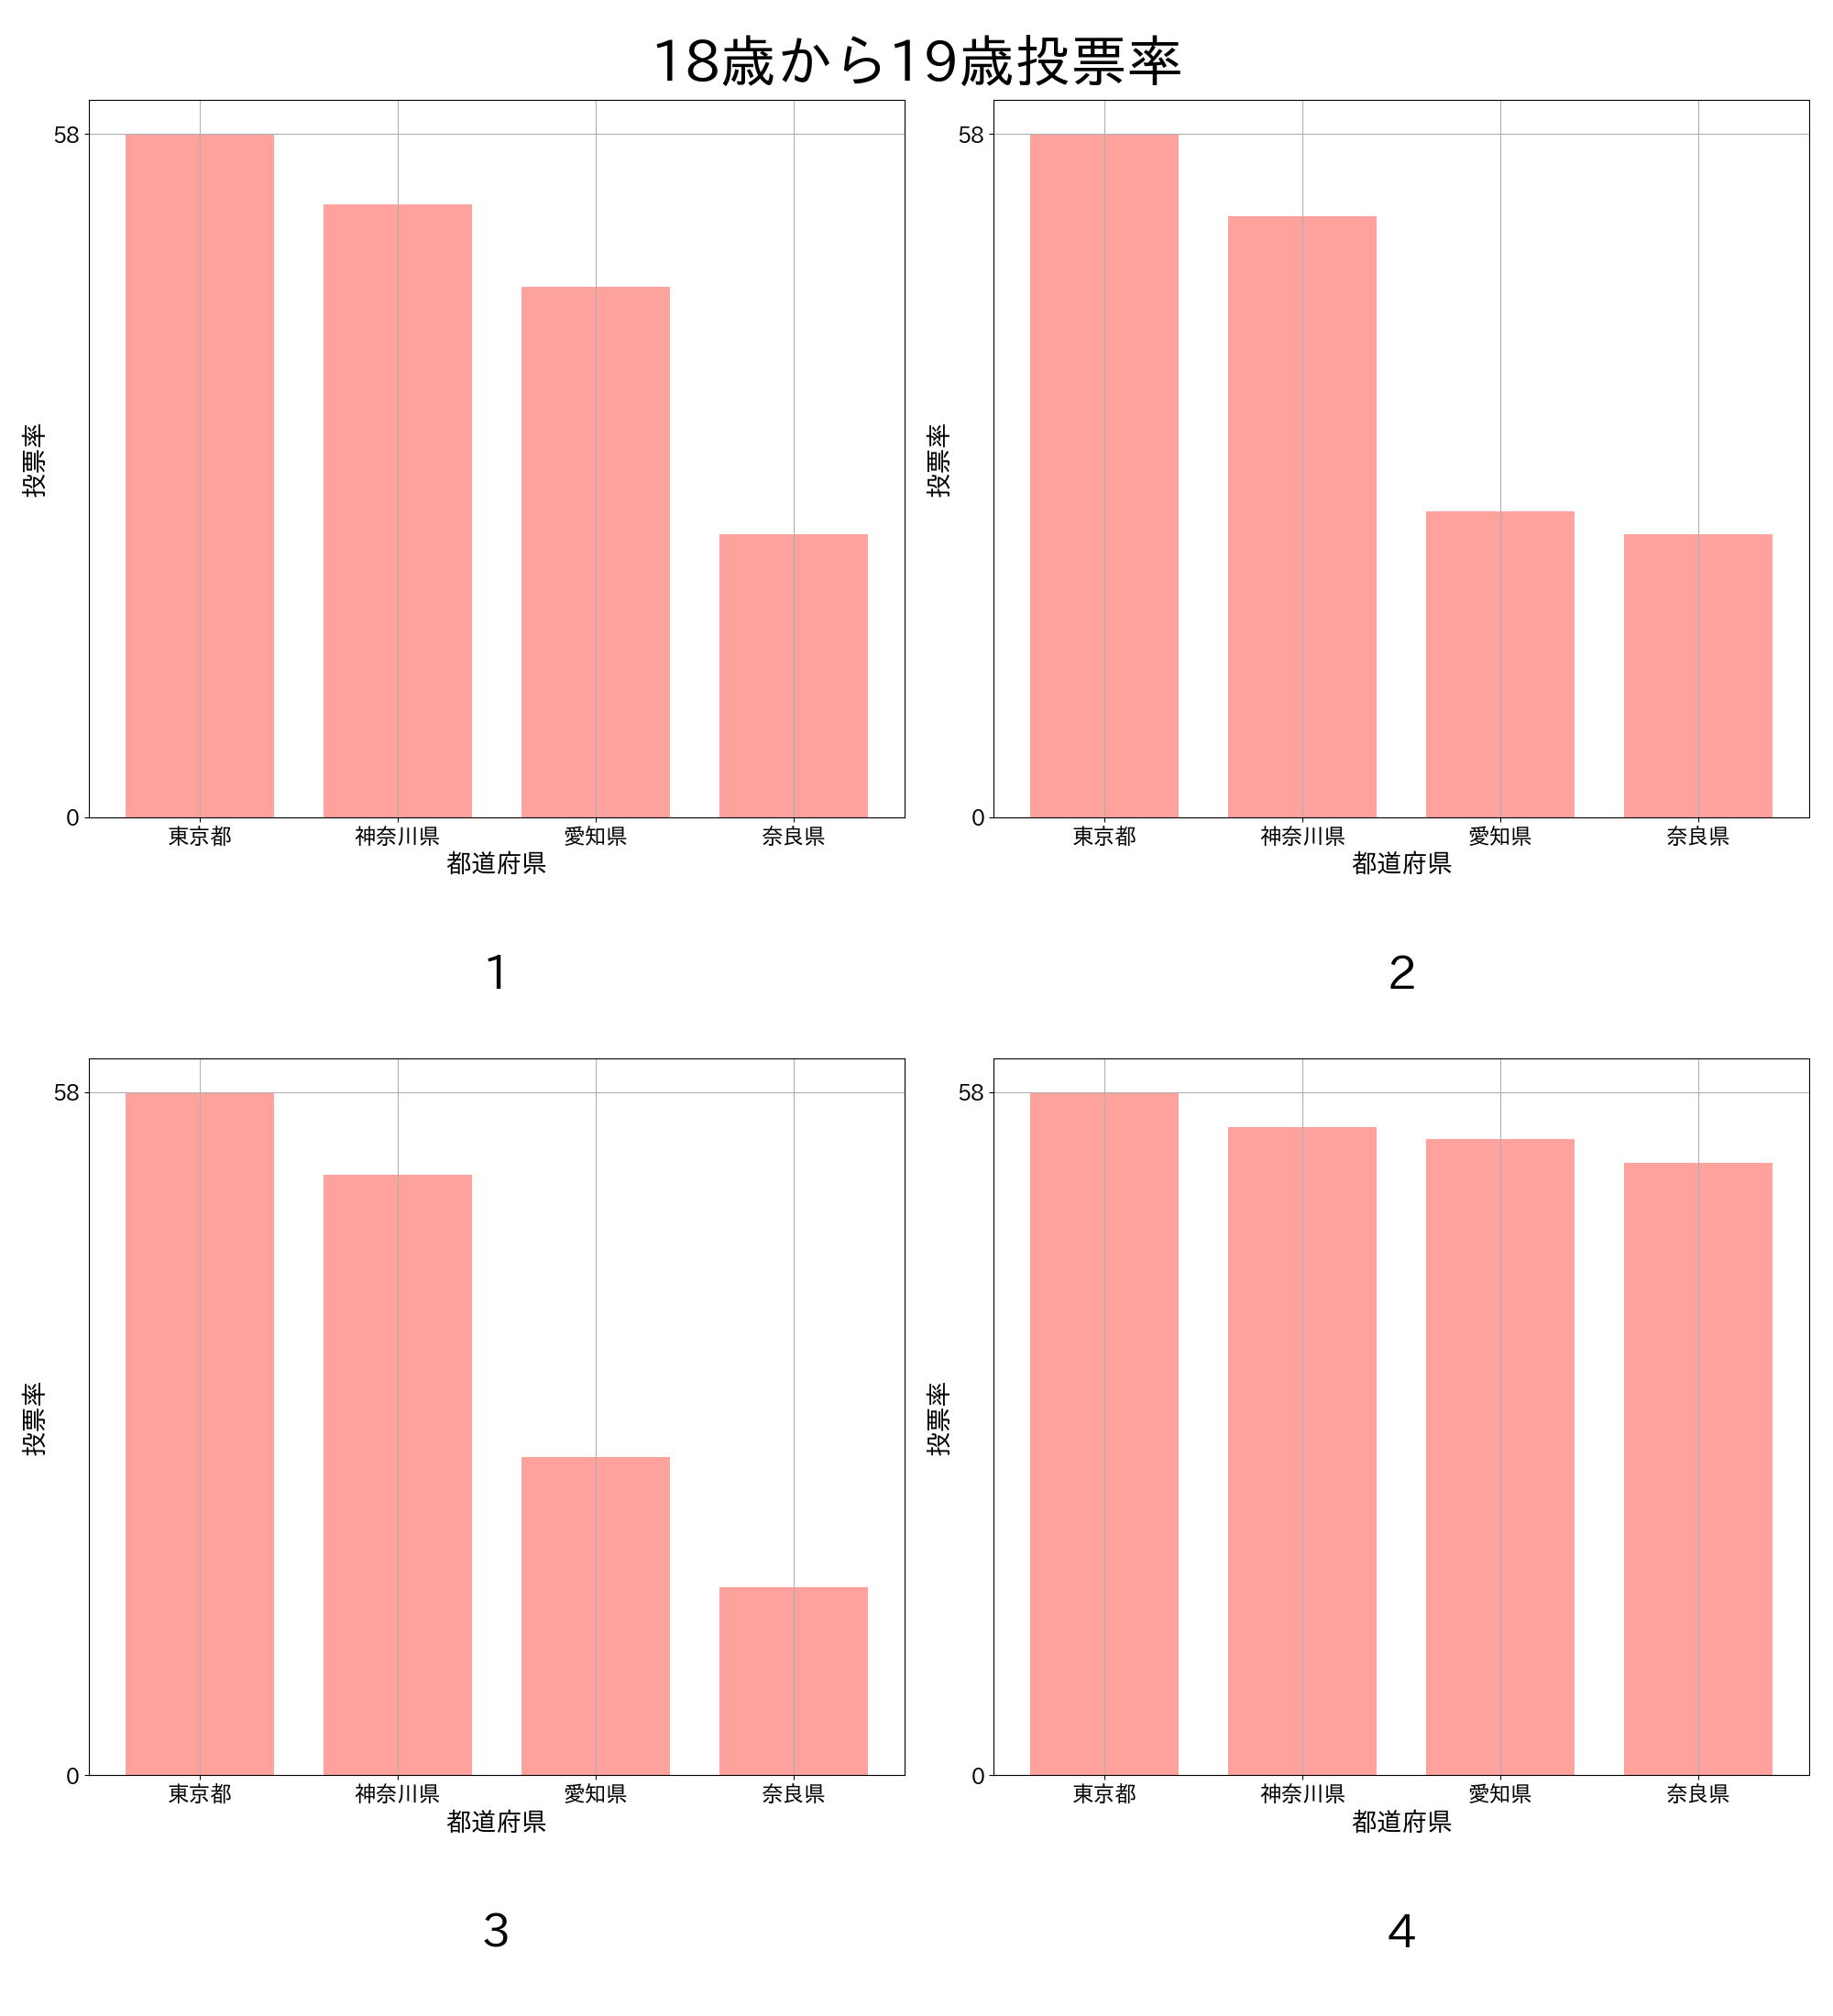 18歳から19歳投票率
58
0
投票率
東京都 神奈川県 愛知県 奈良県
都道府県
1
58
0
投票率
東京都 神奈川県 愛知県 奈良県
都道府県
2
58
0
投票率
東京都 神奈川県 愛知県 奈良県
都道府県
3
58
0
投票率
東京都 神奈川県 愛知県 奈良県
都道府県
4